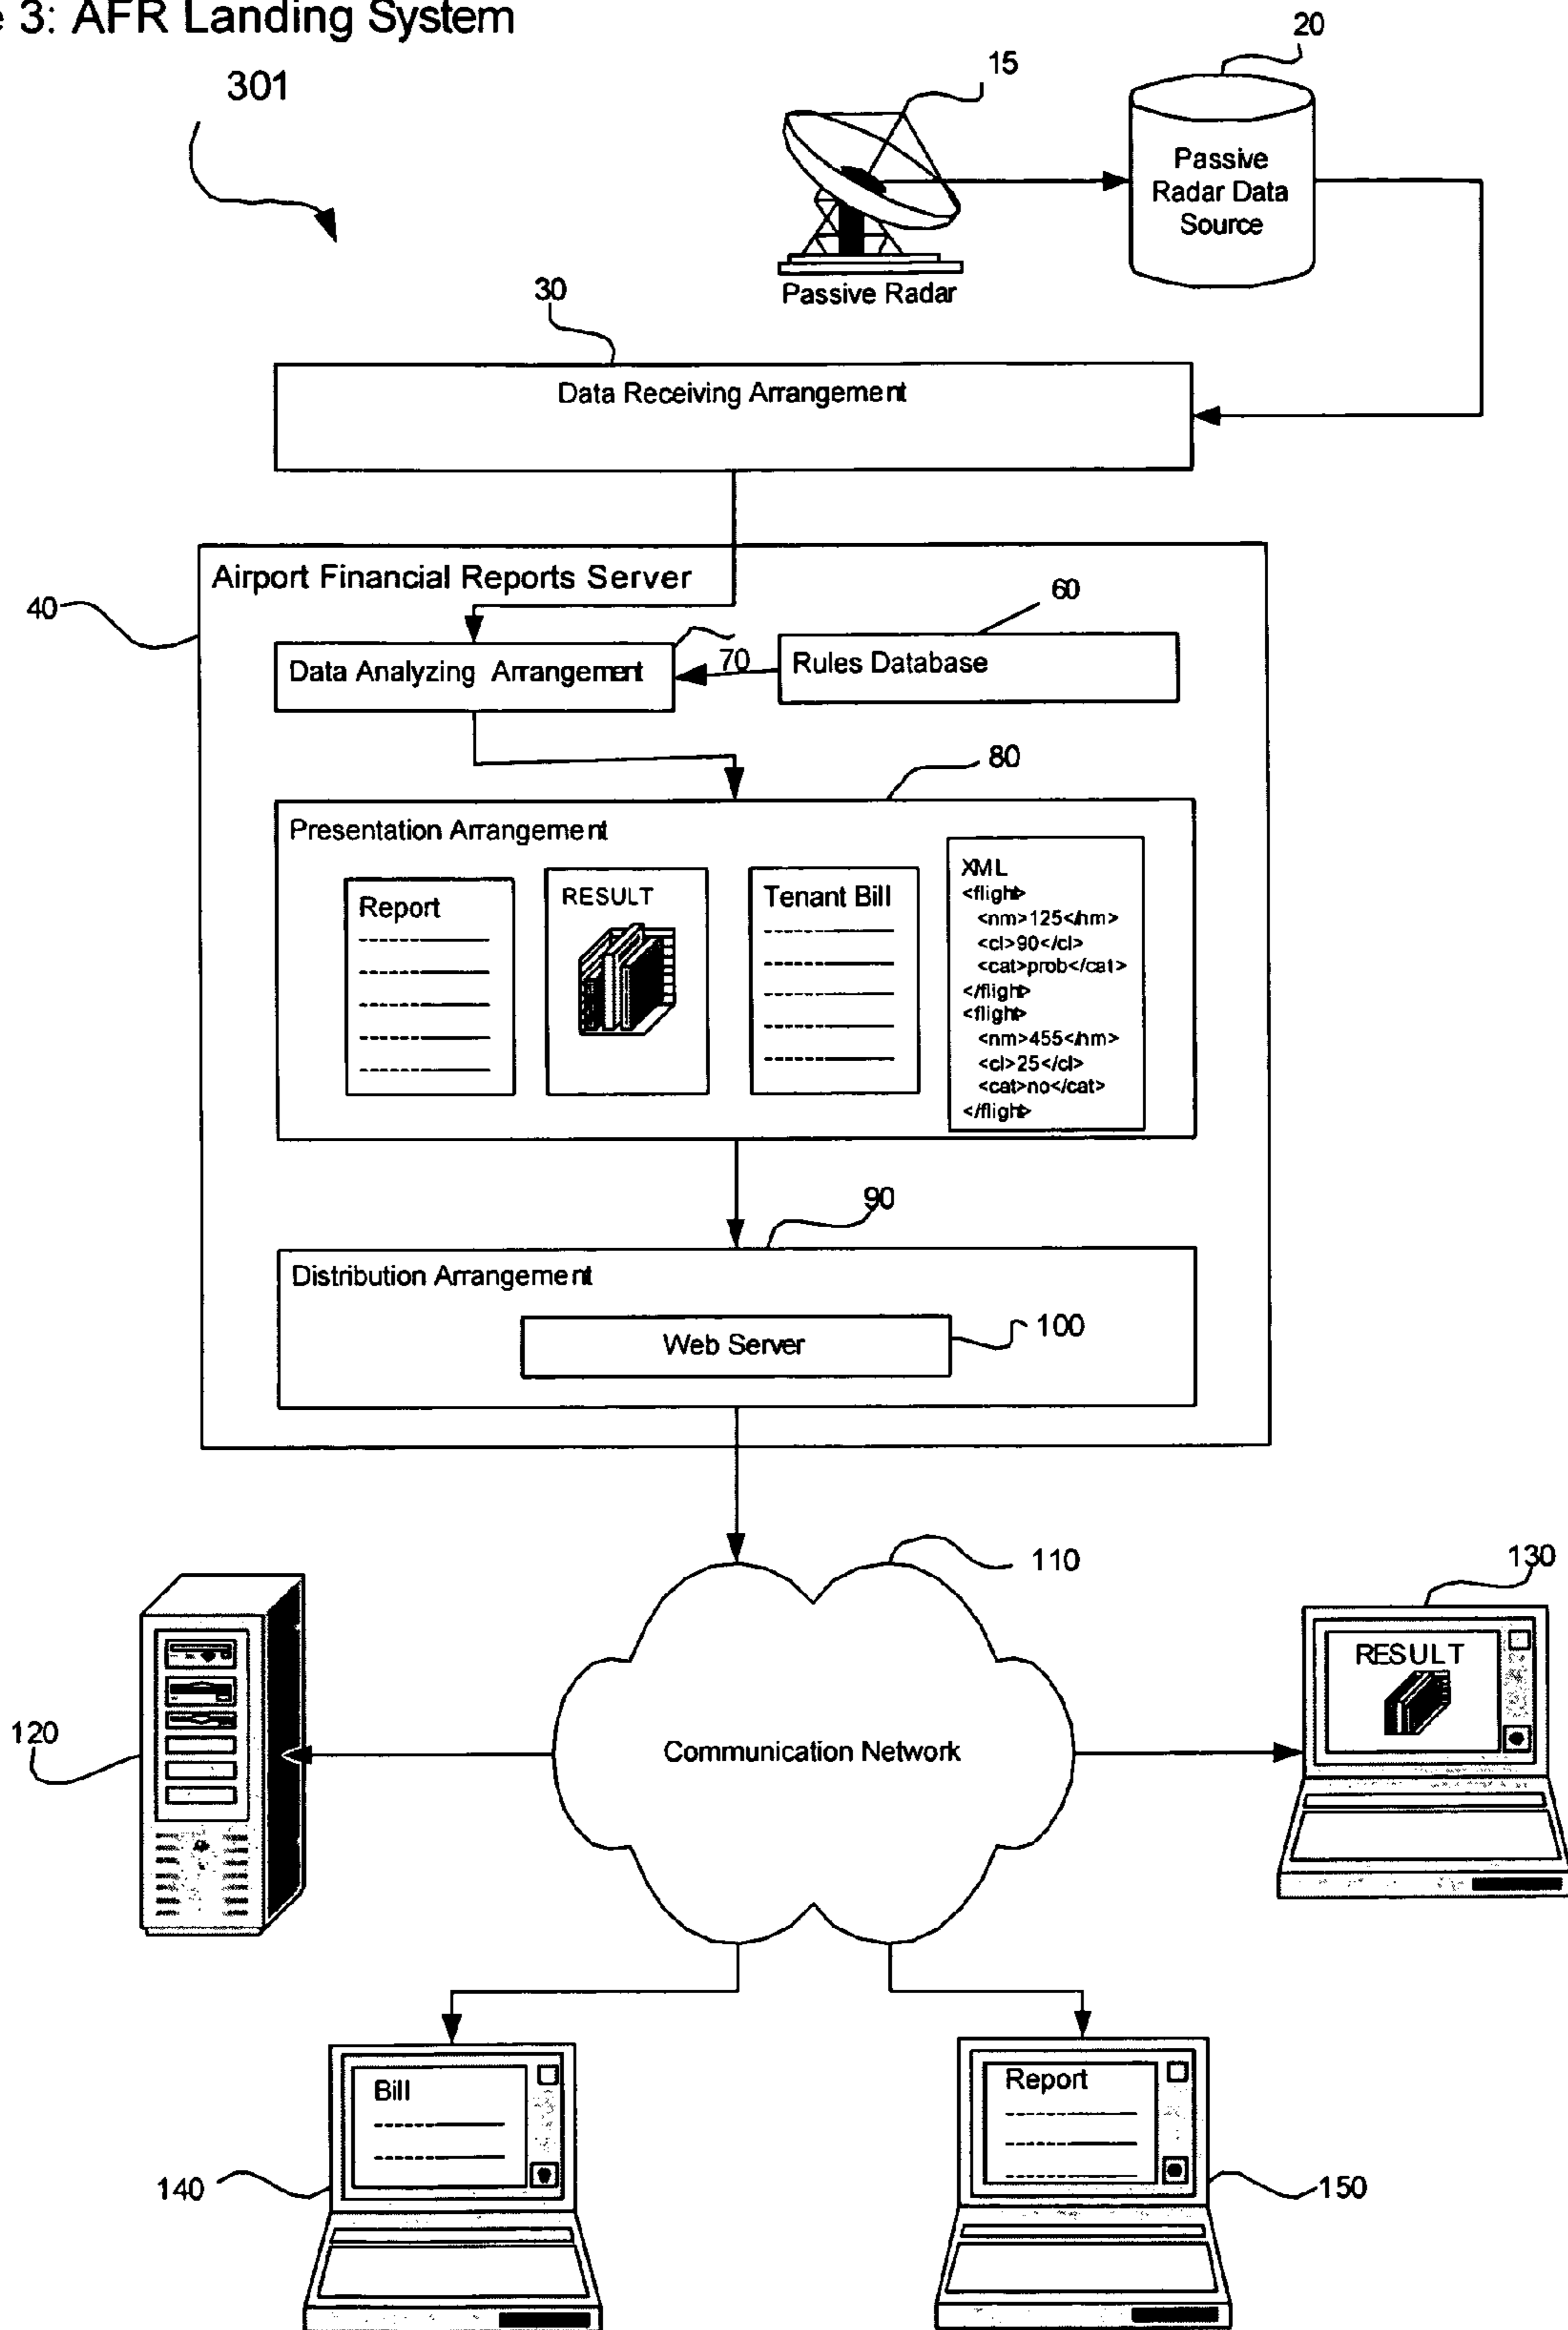 e 3: AFR Landing System
301
15
20
Passive
Radar Data
Source
Passive Radar
30
Data Receiving Arrangement
Airport Financial Reports Server
40
60
70
Data Analyzing Arrangement
Rules Database
80
Presentation Arrangement
Report
RESULT
Tenant Bill
XML
<flight>
<nm>125</nm>
<cl>90</cl>
<cat>prob</cat>
</flight>
<flight>
<nm>455</nm>
<cl>25</cl>
<cat>no</cat>
</flight>
90
Distribution Arrangement
Web Server
100
110
130
RESULT
120
Communication Network
Bill
Report
140
150